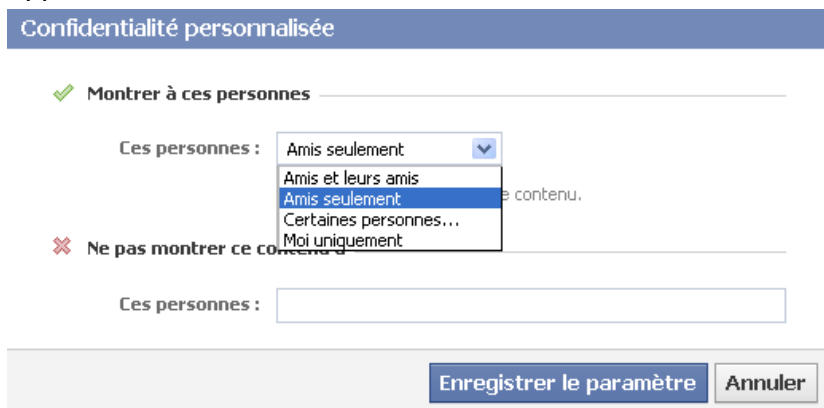 Confidentialité personnalisée
Montrer à ces personnes
Ces personnes : Amis seulement
Amis et leurs amis
Amis seulement
contenu.
Certaines personnes...
Moi uniquement
Ne pas montrer ce
Ces personnes :
Enregistrer le paramètre Annuler